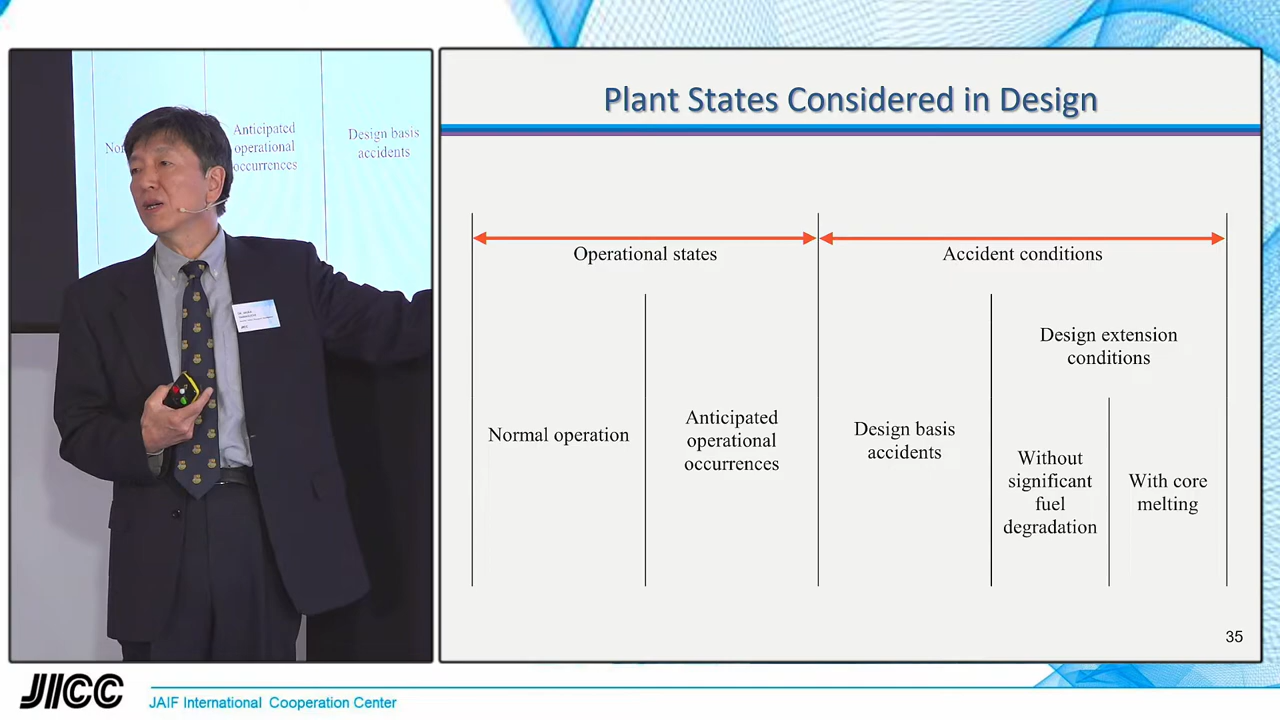 Plant States Considered in Design
Operational states
Accident conditions
Design extension
conditions
Normal operation
Anticipated
operational
occurrences
Design basis
accidents
Without
significant
fuel
degradation
With core
melting
35
Anticipated
operational
occurrences
Design basis
accidents
JICC
JICC
JAIF International Cooperation Center